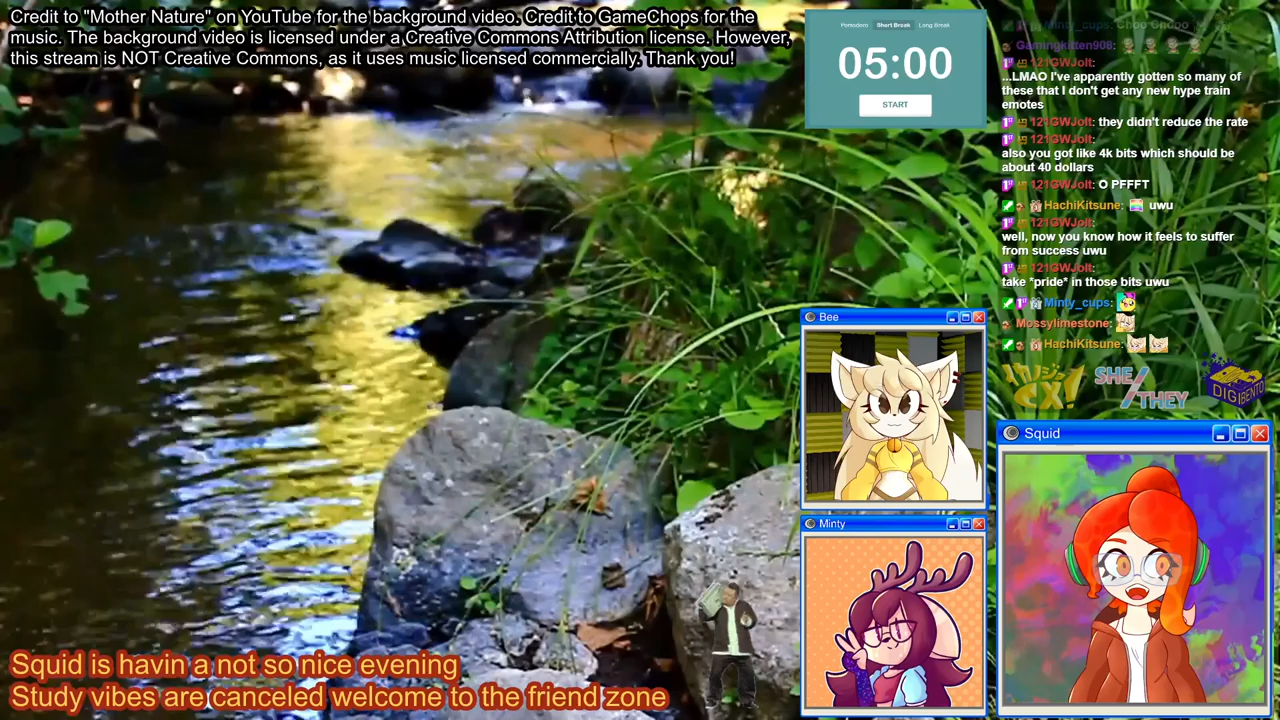 Credit to "Mother Nature" on YouTube for the background video. Credit to GameChops for the
music. The background video is licensed under a Creative Commons Attribution license. However,
this stream is NOT Creative Commons, as it uses music licensed commercially. Thank you!
Pomodoro Short Break Long Break
05:00
START
Minty_cups: Choo Choo
Gamingkitten908:
121GWJolt:
...LMAO I've apparently gotten so many of
these that I don't get any new hype train
emotes
121GWJolt: they didn't reduce the rate
121GWJolt:
also you got like 4k bits which should be
about 40 dollars
121GWJolt: O PFFFT
HachiKitsune: uwu
121GWJolt:
well, now you know how it feels to suffer
from success uwu
121GWJolt:
take *pride* in those bits uwu
Minty_cups:
Mossylimestone:
HachiKitsune:
CX!
SHE/
THEY
DIGIBENTO
Bee
Minty
Squid
Squid is havin a not so nice evening
Study vibes are canceled welcome to the friend zone